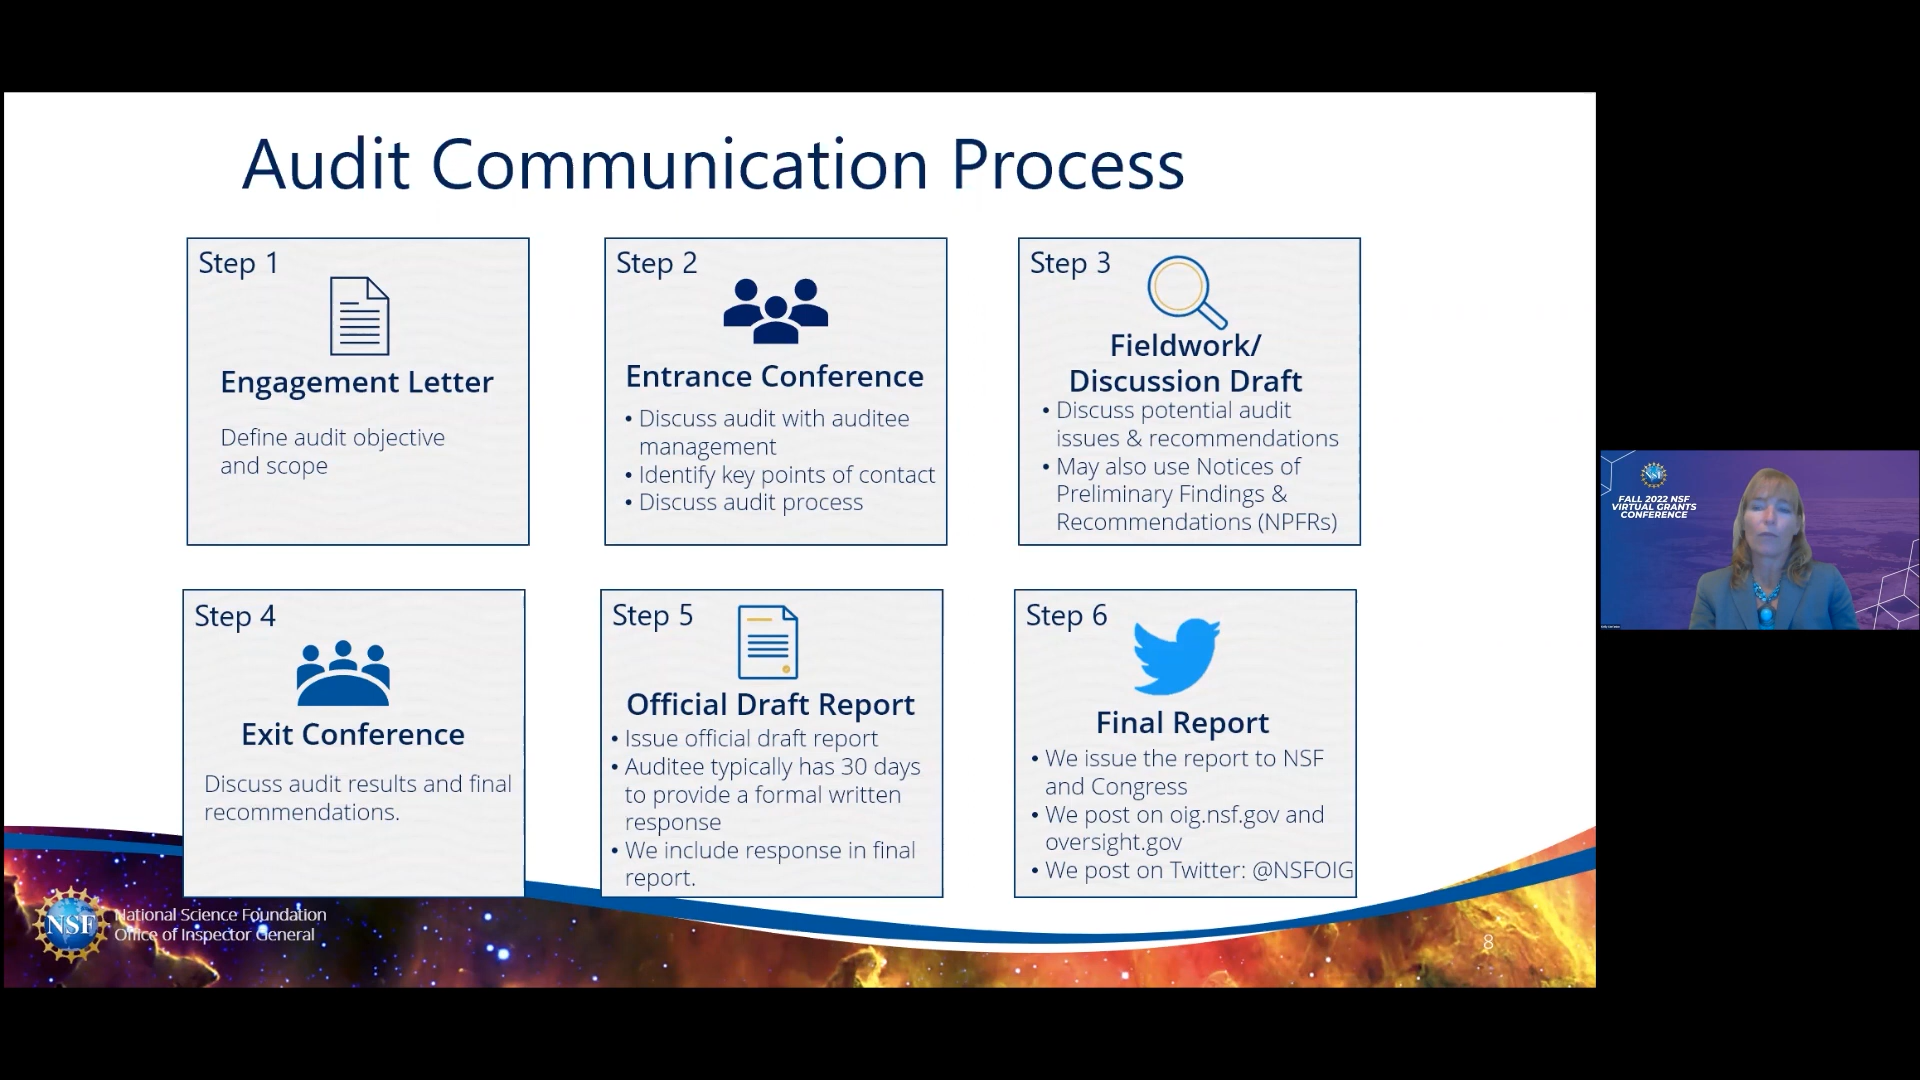 Audit Communication Process
Step 1
Engagement Letter
Define audit objective
and scope
Step 2
Entrance Conference
• Discuss audit with auditee
management
• Identify key points of contact
• Discuss audit process
Step 3
Fieldwork/
Discussion Draft
• Discuss potential audit
issues & recommendations
• May also use Notices of
Preliminary Findings &
Recommendations (NPFRs)
Step 4
Exit Conference
Discuss audit results and final
recommendations.
Step 5
Official Draft Report
• Issue official draft report
• Auditee typically has 30 days
to provide a formal written
response
• We include response in final
report.
Step 6
Final Report
• We issue the report to NSF
and Congress
• We post on oig.nsf.gov and
oversight.gov
• We post on Twitter: @NSFOIG
NSF
National Science Foundation
Office of Inspector General
8
NSF
FALL 2022 NSF
VIRTUAL GRANTS
CONFERENCE